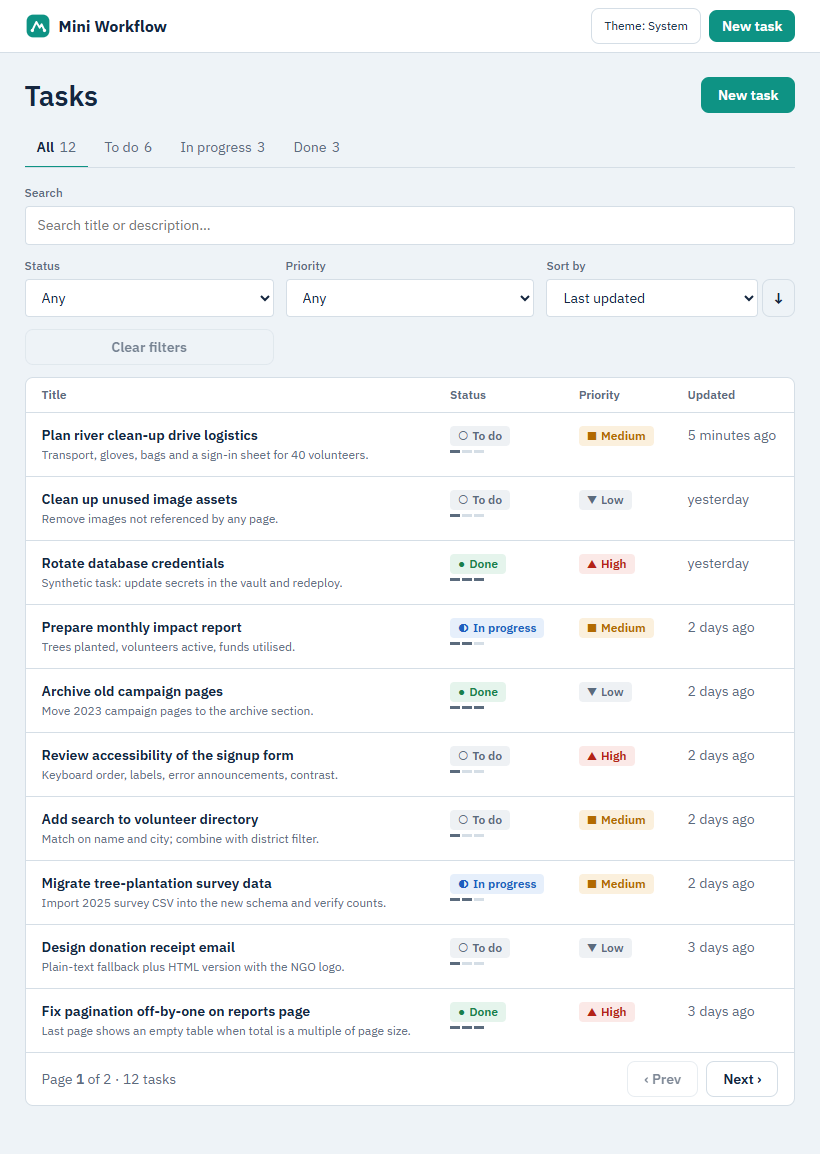 Mini Workflow
Theme: System
New task
Tasks
New task
All 12
To do 6
In progress 3
Done 3
Search
Search title or description...
Status
Priority
Sort by
Any
Any
Last updated
↓
Clear filters
Title
Status
Priority
Updated
Plan river clean-up drive logistics
Transport, gloves, bags and a sign-in sheet for 40 volunteers.
○ To do
■ Medium
5 minutes ago
Clean up unused image assets
Remove images not referenced by any page.
○ To do
▼ Low
yesterday
Rotate database credentials
Synthetic task: update secrets in the vault and redeploy.
● Done
▲ High
yesterday
Prepare monthly impact report
Trees planted, volunteers active, funds utilised.
◐ In progress
■ Medium
2 days ago
Archive old campaign pages
Move 2023 campaign pages to the archive section.
● Done
▼ Low
2 days ago
Review accessibility of the signup form
Keyboard order, labels, error announcements, contrast.
○ To do
▲ High
2 days ago
Add search to volunteer directory
Match on name and city; combine with district filter.
○ To do
■ Medium
2 days ago
Migrate tree-plantation survey data
Import 2025 survey CSV into the new schema and verify counts.
◐ In progress
■ Medium
2 days ago
Design donation receipt email
Plain-text fallback plus HTML version with the NGO logo.
○ To do
▼ Low
3 days ago
Fix pagination off-by-one on reports page
Last page shows an empty table when total is a multiple of page size.
● Done
▲ High
3 days ago
Page 1 of 2 · 12 tasks
‹ Prev
Next ›